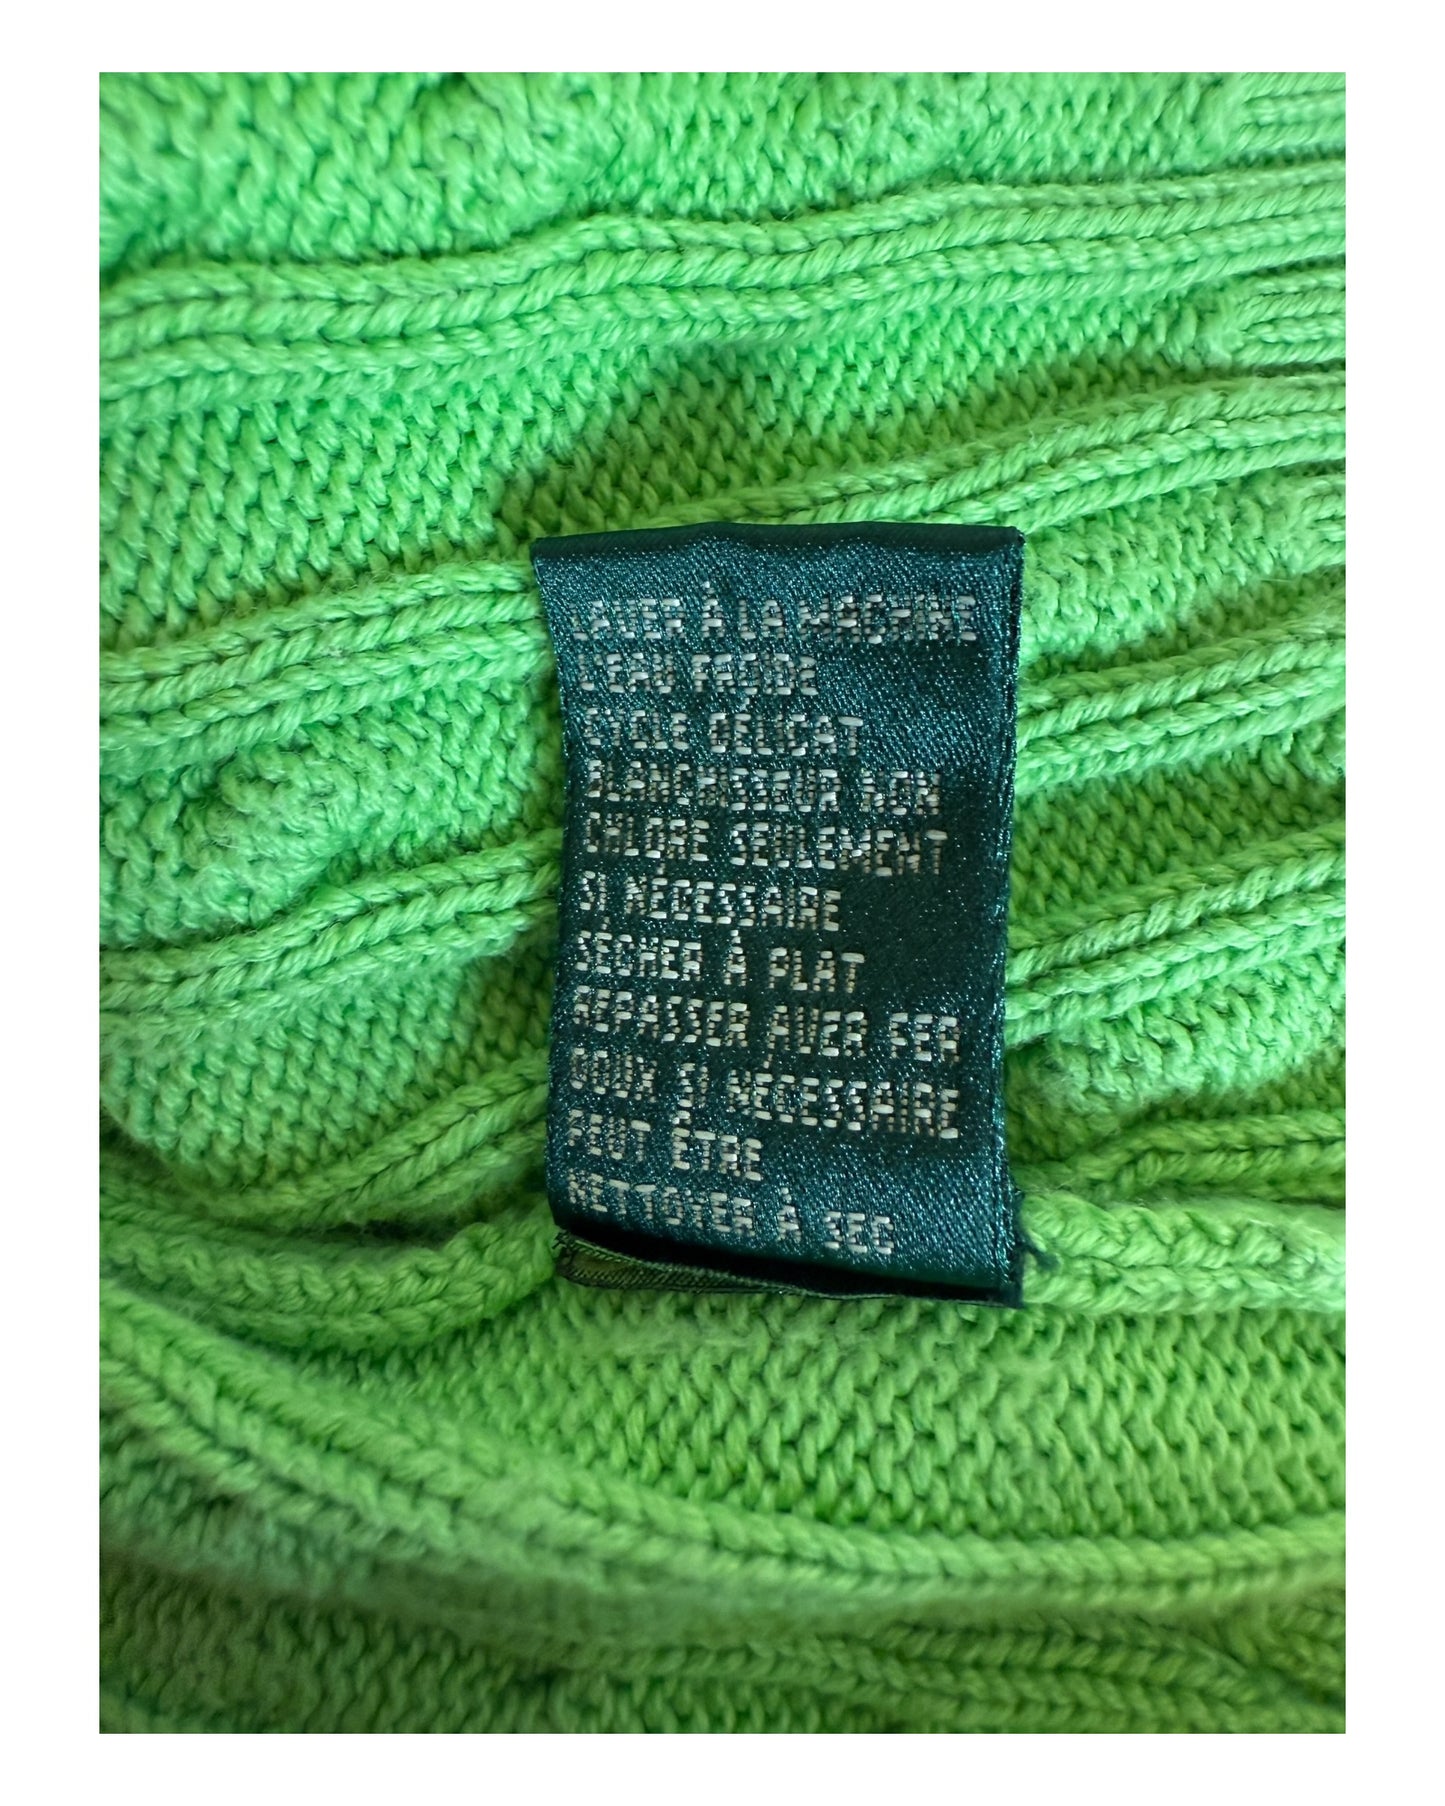 LAVER À LA MACHINE
L'EAU FROIDE
CYCLE DÉLICAT
BLANCHISSEUR NON
CHLORE SEULEMENT
SI NÉCESSAIRE
SÉCHER À PLAT
REPASSER AVER FER
DOUX SI NÉCESSAIRE
PEUT ÊTRE
NETTOYER À SEC